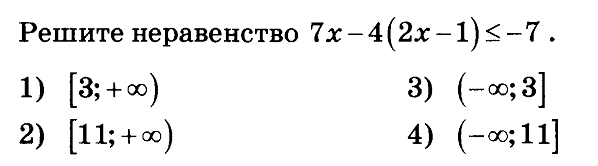 Решите неравенство 7x − 4(2x − 1) ≤ −7 .
1) [3; +∞) 3) (−∞; 3]
2) [11; +∞) 4) (−∞; 11]